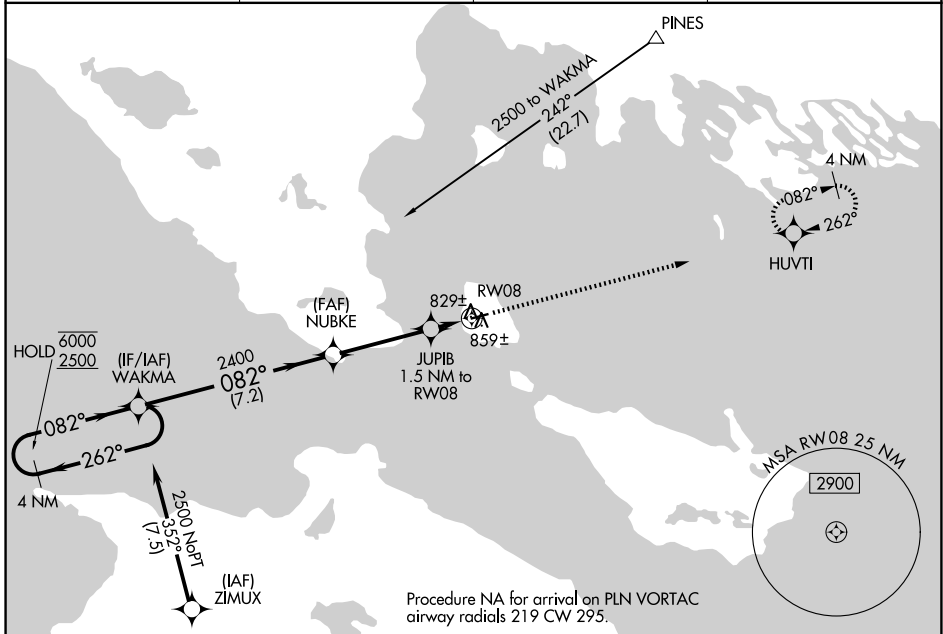 PINES
2500 to WAKMA
242°
(22.7)
4 NM
082°
262°
HUVTI
RW08
829±
859±
(FAF)
NUBKE
JUPIB
1.5 NM to
RW08
HOLD
6000
2500
(IF/IAF)
WAKMA
2400
082°
(7.2)
082°
262°
4 NM
2500 NoPT
352°
(7.5)
(IAF)
ZIMUX
MSA RW08 25 NM
2900
Procedure NA for arrival on PLN VORTAC
airway radials 219 CW 295.